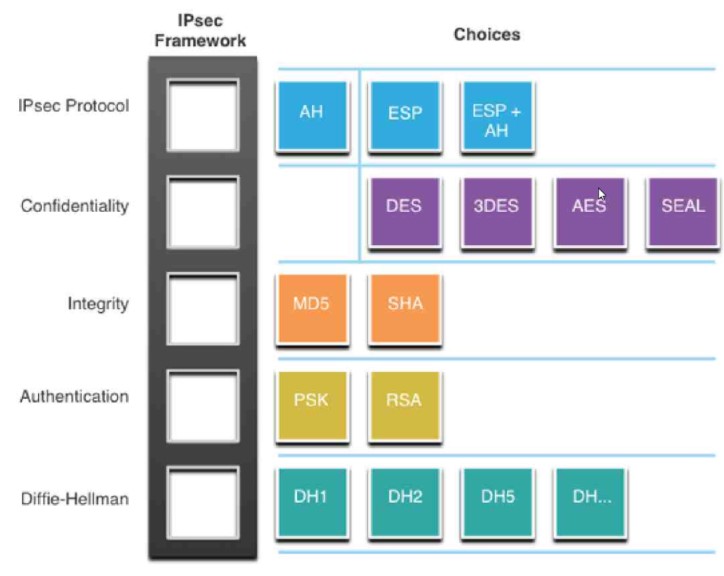 IPsec
Framework
Choices
IPsec Protocol
AH
ESP
ESP +
AH
Confidentiality
DES
3DES
AES
SEAL
Integrity
MD5
SHA
Authentication
PSK
RSA
Diffie-Hellman
DH1
DH2
DH5
DH...